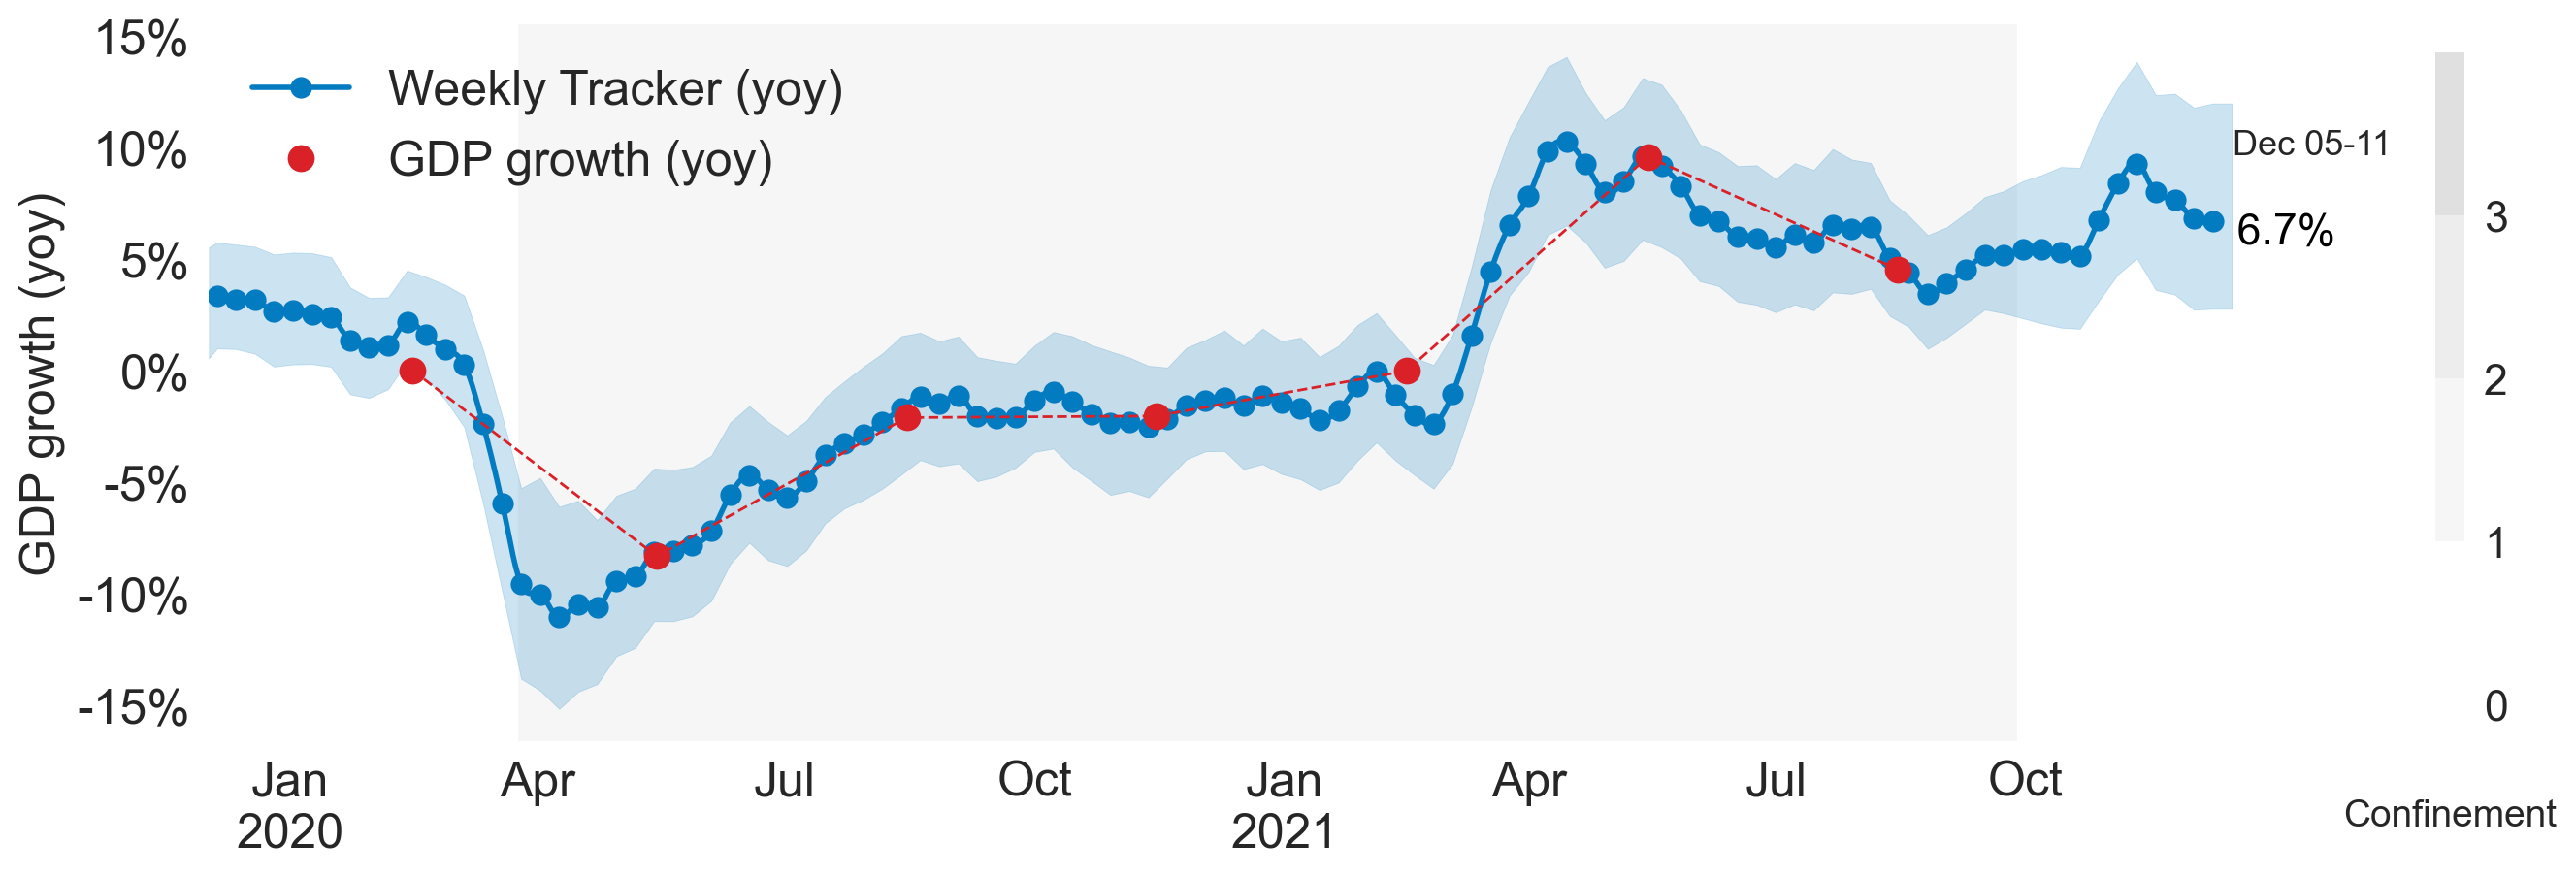 15%
10%
5%
0%
-5%
-10%
-15%
GDP growth (yoy)
Weekly Tracker (yoy)
GDP growth (yoy)
Dec 05-11
6.7%
3
2
1
0
Confinement
Jan
2020
Apr
Jul
Oct
Jan
2021
Apr
Jul
Oct